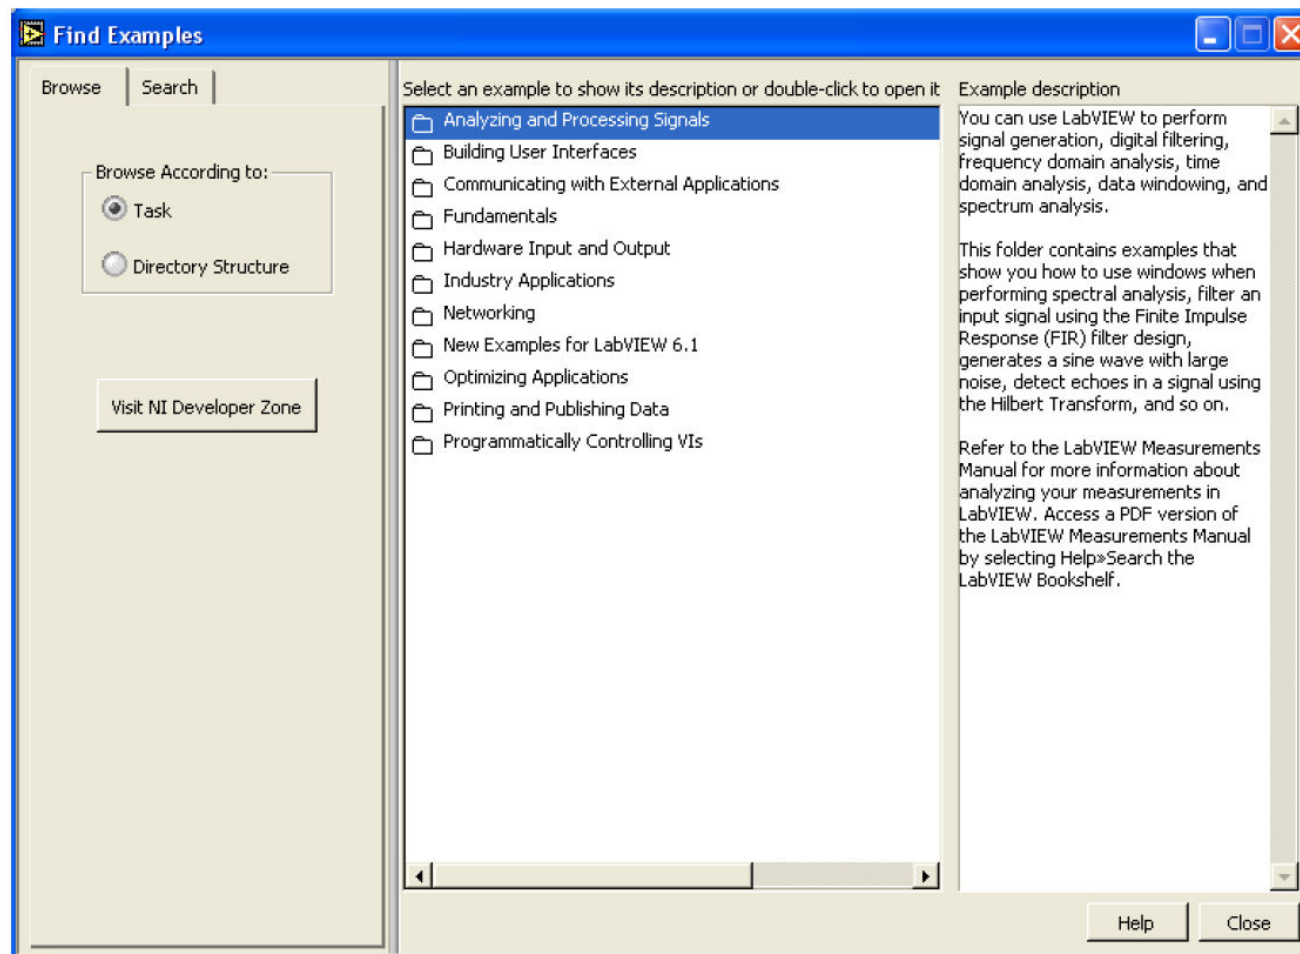 Find Examples
Browse
Search
Browse According to:
Task
Directory Structure
Visit NI Developer Zone
Select an example to show its description or double-click to open it
Analyzing and Processing Signals
Building User Interfaces
Communicating with External Applications
Fundamentals
Hardware Input and Output
Industry Applications
Networking
New Examples for LabVIEW 6.1
Optimizing Applications
Printing and Publishing Data
Programmatically Controlling VIs
Example description
You can use LabVIEW to perform
signal generation, digital filtering,
frequency domain analysis, time
domain analysis, data windowing, and
spectrum analysis.
This folder contains examples that
show you how to use windows when
performing spectral analysis, filter an
input signal using the Finite Impulse
Response (FIR) filter design,
generates a sine wave with large
noise, detect echoes in a signal using
the Hilbert Transform, and so on.
Refer to the LabVIEW Measurements
Manual for more information about
analyzing your measurements in
LabVIEW. Access a PDF version of
the LabVIEW Measurements Manual
by selecting Help»Search the
LabVIEW Bookshelf.
Help
Close